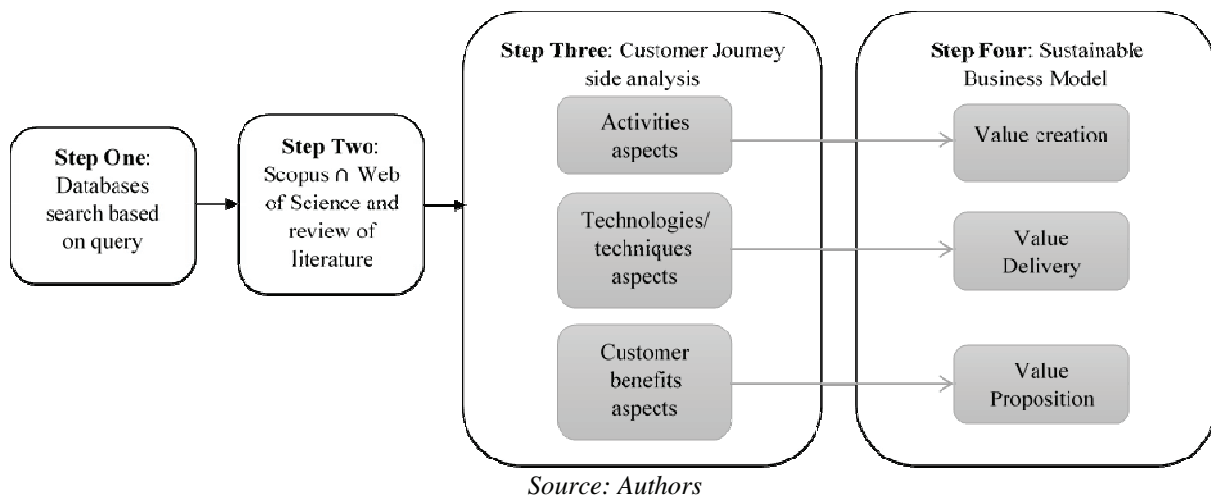 Step One:
Databases
search based
on query
Step Two:
Scopus ∩ Web
of Science and
review of
literature
Step Three: Customer Journey
side analysis
Activities
aspects
Technologies/
techniques
aspects
Customer
benefits
aspects
Step Four: Sustainable
Business Model
Value creation
Value
Delivery
Value
Proposition
Source: Authors